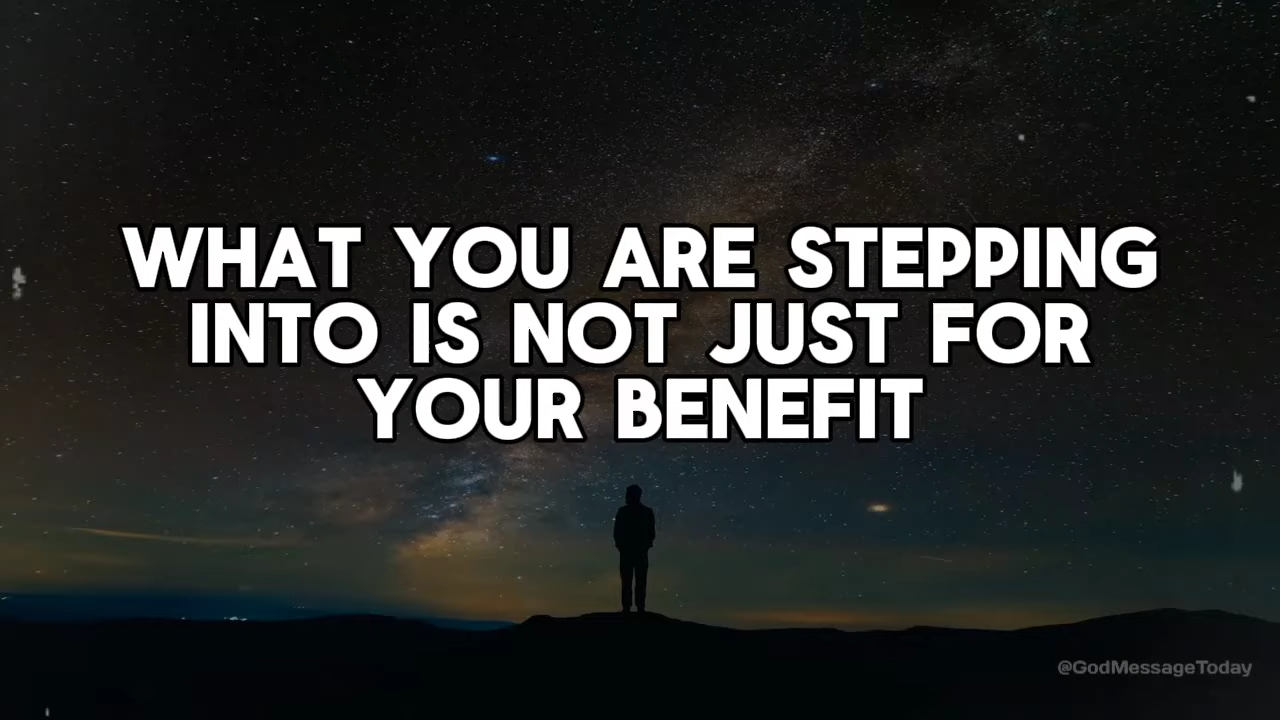 WHAT YOU ARE STEPPING
INTO IS NOT JUST FOR
YOUR BENEFIT
@GodMessageToday